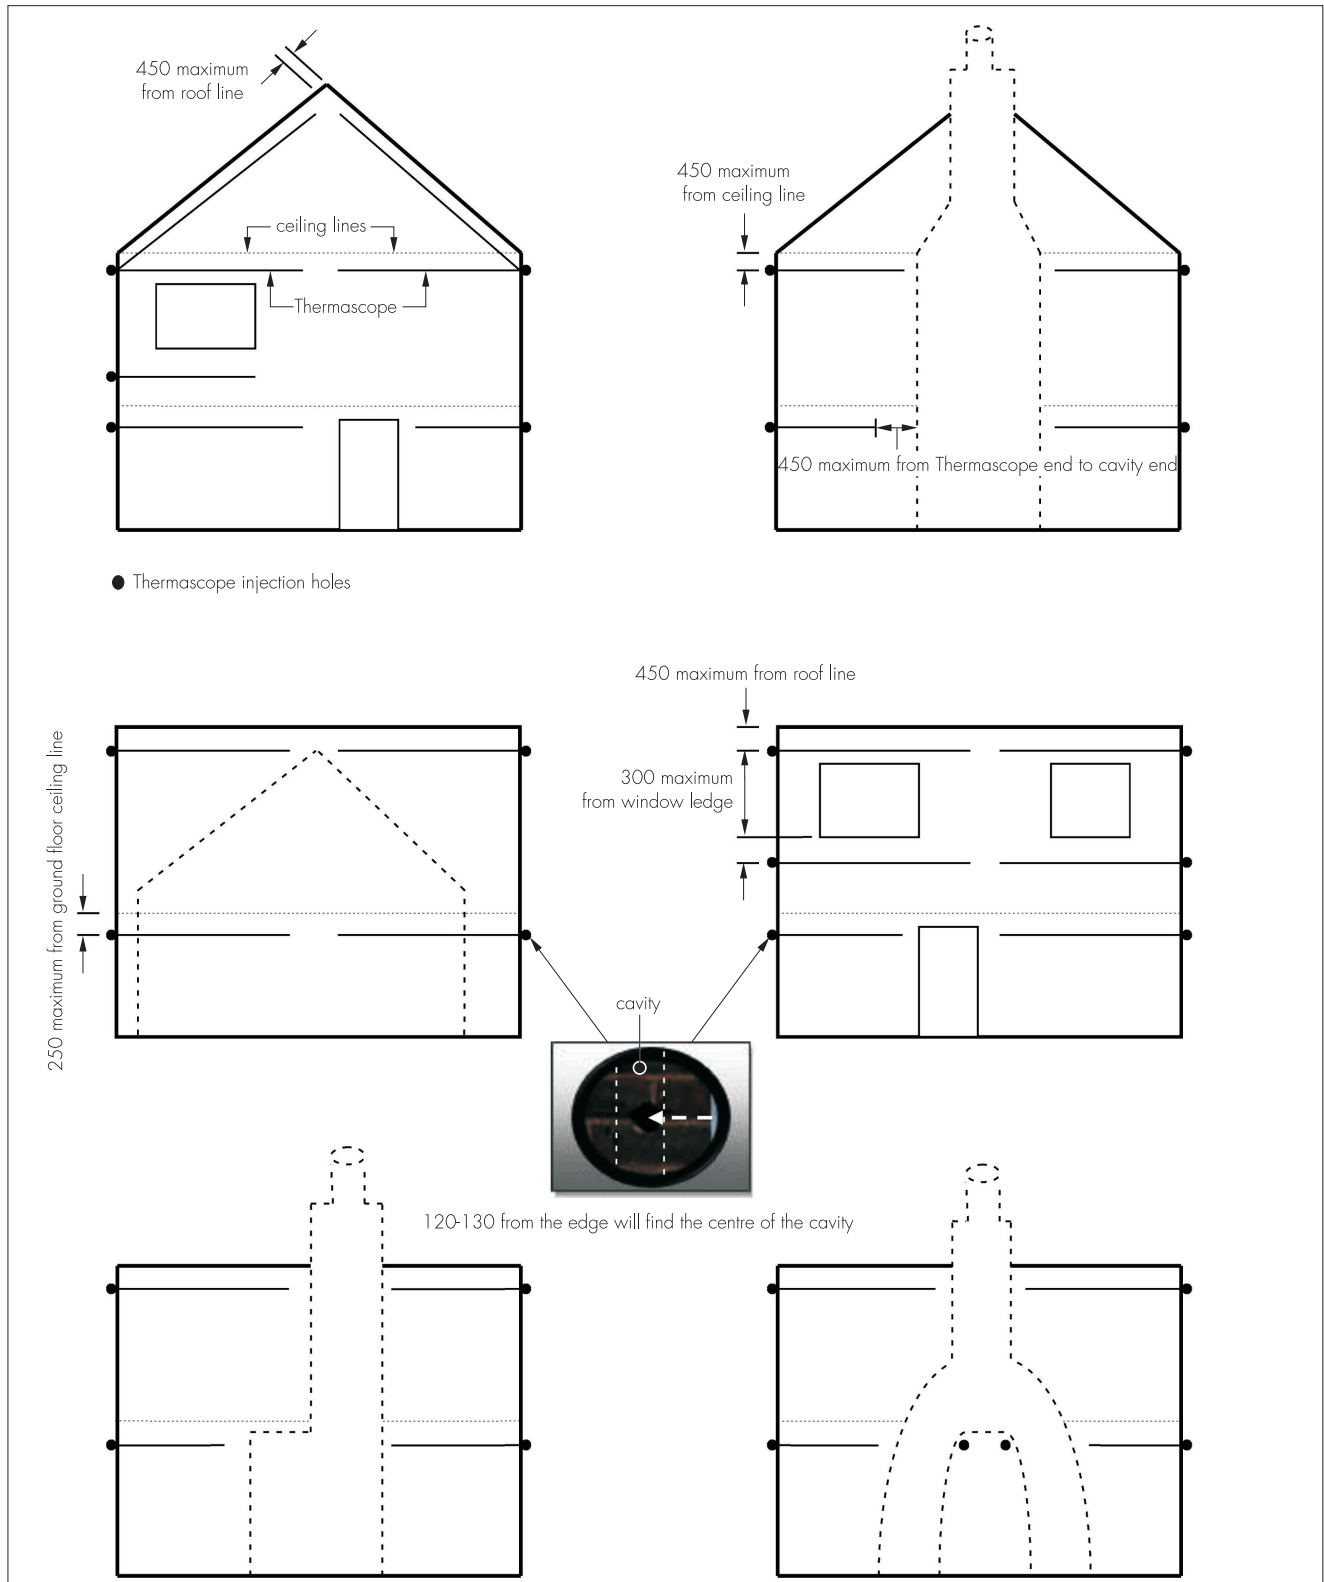 450 maximum
from roof line
450 maximum
from ceiling line
ceiling lines
Thermascope
450 maximum from Thermascope end to cavity end
Thermascope injection holes
450 maximum from roof line
250 maximum from ground floor ceiling line
300 maximum
from window ledge
cavity
120-130 from the edge will find the centre of the cavity